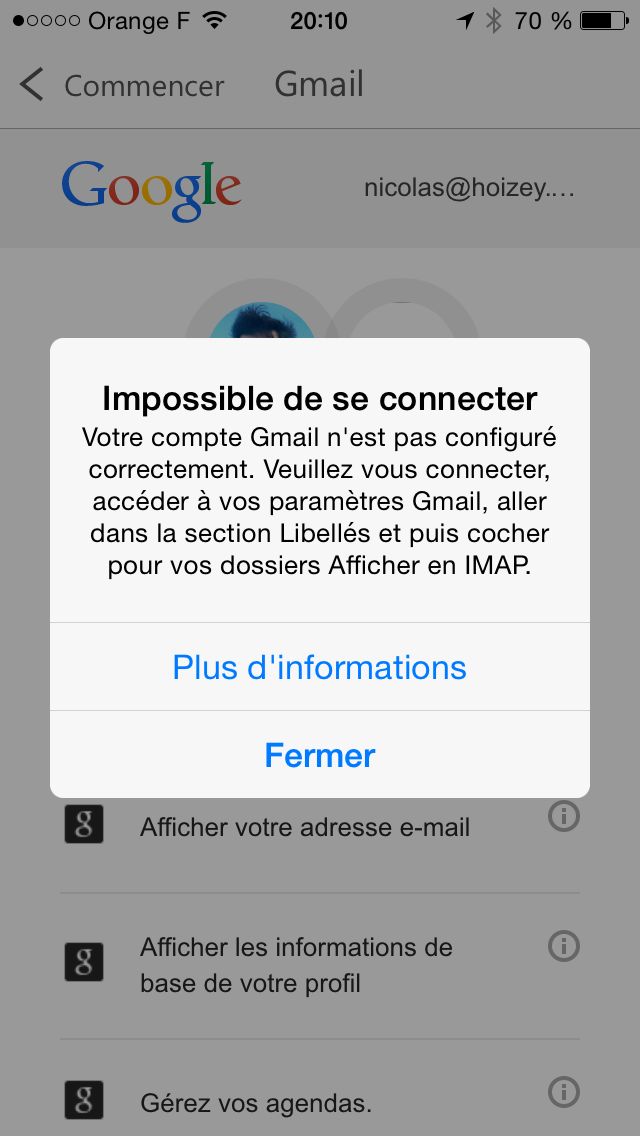 Orange F 20:10 70 %
Commencer Gmail
Google nicolas@hoizey.…
Impossible de se connecter
Votre compte Gmail n'est pas configuré
correctement. Veuillez vous connecter,
accéder à vos paramètres Gmail, aller
dans la section Libellés et puis cocher
pour vos dossiers Afficher en IMAP.
Plus d'informations
Fermer
g Afficher votre adresse e-mail
g Afficher les informations de
base de votre profil
g Gérez vos agendas.